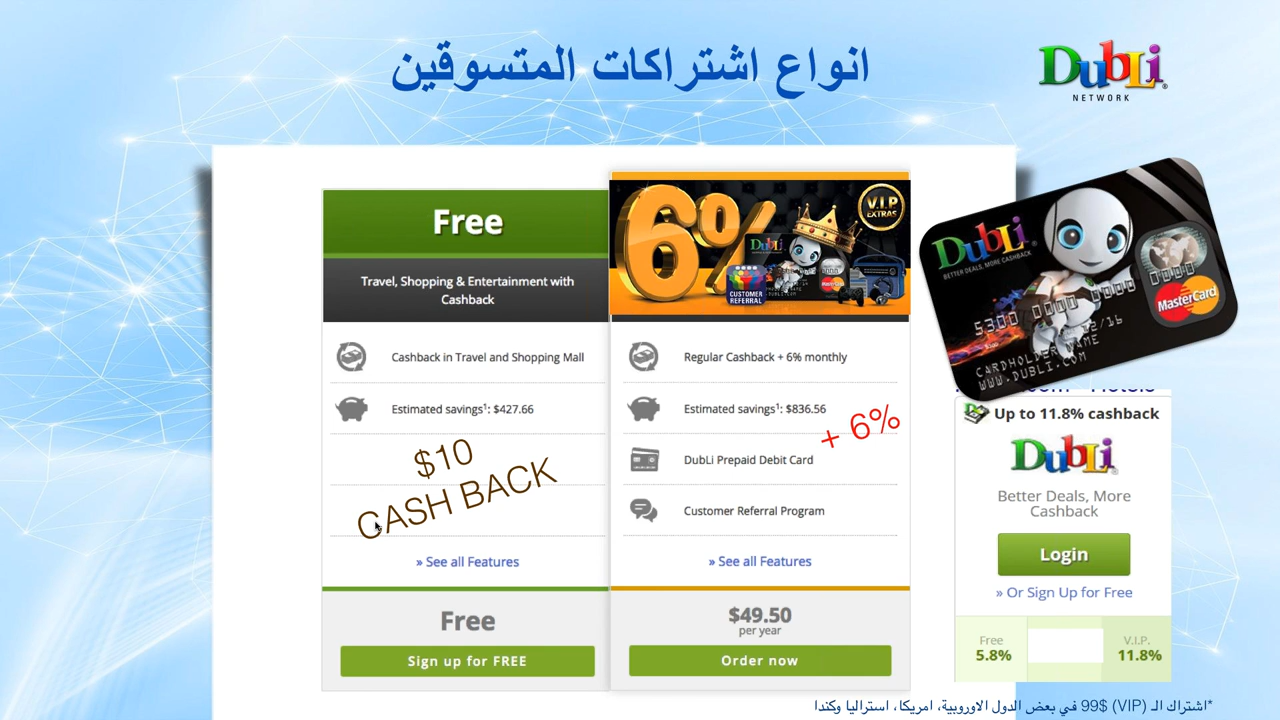 انواع اشتراكات المتسوقين
DubLi
NETWORK
Free
Travel, Shopping & Entertainment with
Cashback
Cashback in Travel and Shopping Mall
Estimated savings¹: $427.66
$10
CASH BACK
» See all Features
Free
Sign up for FREE
6%
V.I.P
EXTRAS
DubLi
CUSTOMER
REFERRAL
Regular Cashback + 6% monthly
Estimated savings¹: $836.56
+ 6%
DubLi Prepaid Debit Card
Customer Referral Program
» See all Features
$49.50
per year
Order now
DubLi
BETTER DEALS, MORE CASHBACK
5300 0000 0000 0000
12/16
CARDHOLDER NAME
WWW.DUBLI.COM
MasterCard
Up to 11.8% cashback
DubLi
Better Deals, More
Cashback
Login
» Or Sign Up for Free
Free
5.8%
V.I.P.
11.8%
*اشتراك الـ (VIP) 99$ في بعض الدول الاوروبية، امريكا، استراليا وكندا